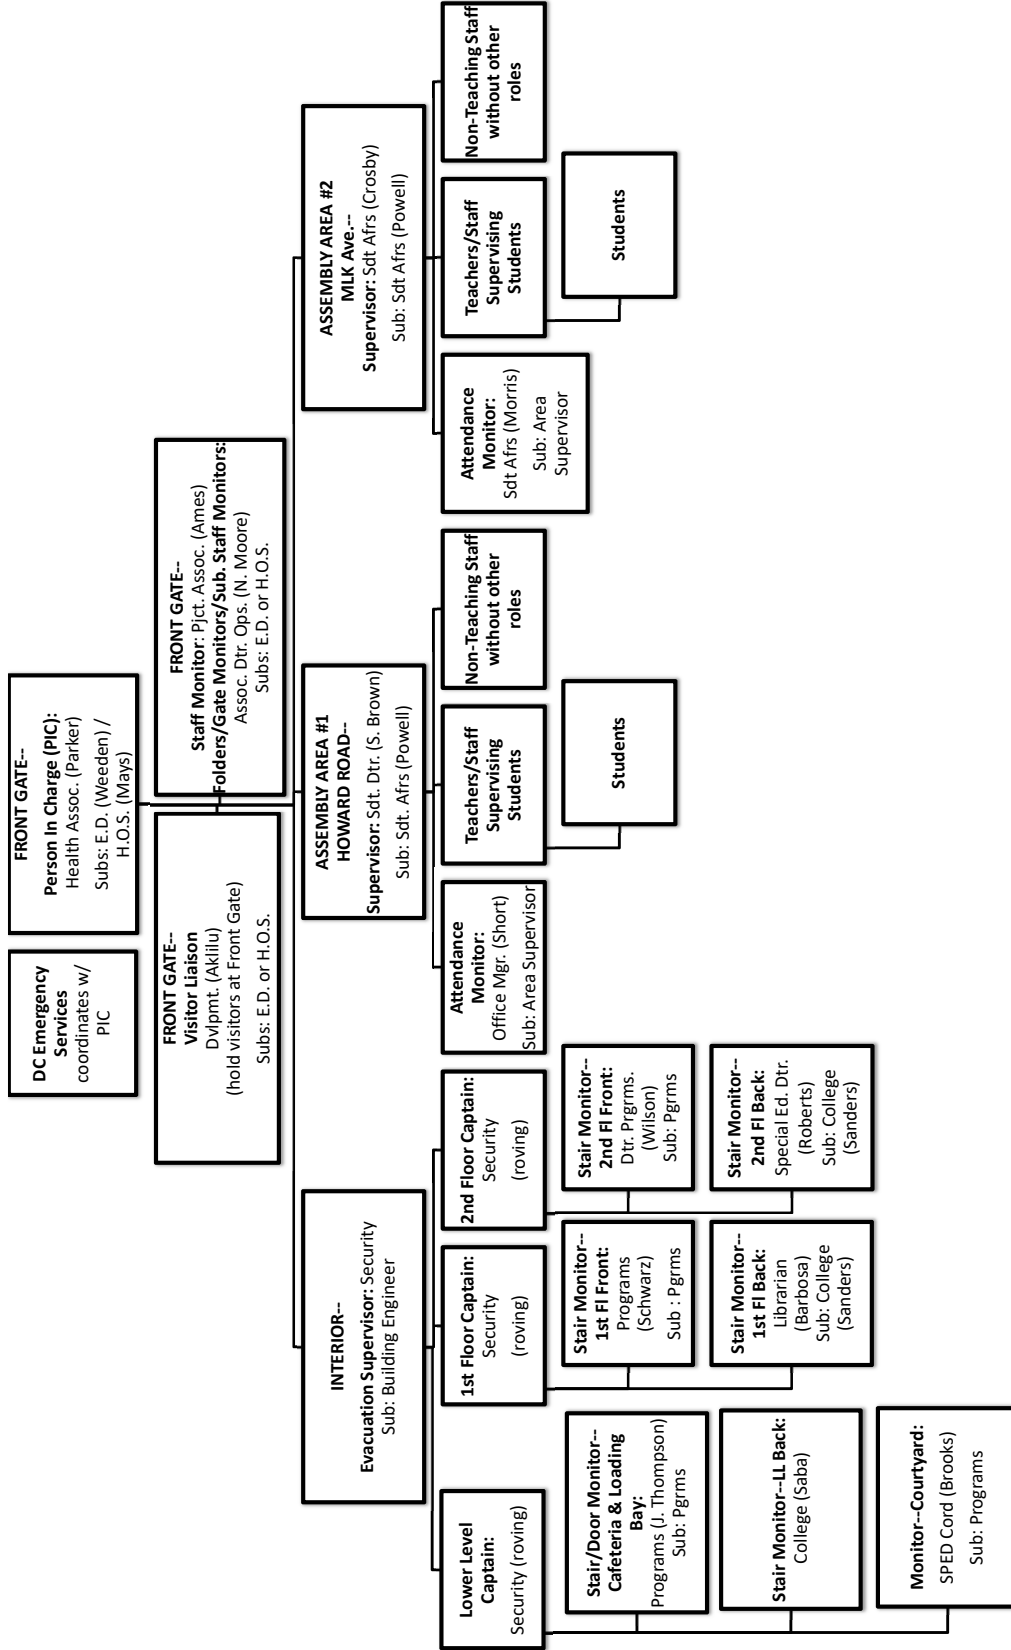 DC Emergency
Services
coordinates w/
PIC
FRONT GATE--
Person In Charge (PIC):
Health Assoc. (Parker)
Subs: E.D. (Weeden) /
H.O.S. (Mays)
FRONT GATE--
Visitor Liaison
Dvlpmt. (Aklilu)
(hold visitors at Front Gate)
Subs: E.D. or H.O.S.
FRONT GATE--
Staff Monitor: Pjct. Assoc. (Ames)
Folders/Gate Monitors/Sub. Staff Monitors:
Assoc. Dtr. Ops. (N. Moore)
Subs: E.D. or H.O.S.
INTERIOR--
Evacuation Supervisor: Security
Sub: Building Engineer
ASSEMBLY AREA #1
HOWARD ROAD--
Supervisor: Sdt. Dtr. (S. Brown)
Sub: Sdt. Afrs (Powell)
ASSEMBLY AREA #2
MLK Ave.--
Supervisor: Sdt Afrs (Crosby)
Sub: Sdt Afrs (Powell)
Lower Level
Captain:
Security (roving)
1st Floor Captain:
Security
(roving)
2nd Floor Captain:
Security
(roving)
Attendance
Monitor:
Office Mgr. (Short)
Sub: Area Supervisor
Teachers/Staff
Supervising
Students
Non-Teaching Staff
without other
roles
Attendance
Monitor:
Sdt Afrs (Morris)
Sub: Area
Supervisor
Teachers/Staff
Supervising
Students
Non-Teaching Staff
without other
roles
Stair/Door Monitor--
Cafeteria & Loading
Bay:
Programs (J. Thompson)
Sub: Pgrms
Stair Monitor--
1st Fl Front:
Programs
(Schwarz)
Sub : Pgrms
Stair Monitor--
2nd Fl Front:
Dtr. Prgrms.
(Wilson)
Sub: Pgrms
Students
Students
Stair Monitor--LL Back:
College (Saba)
Stair Monitor--
1st Fl Back:
Librarian
(Barbosa)
Sub: College
(Sanders)
Stair Monitor--
2nd Fl Back:
Special Ed. Dtr.
(Roberts)
Sub: College
(Sanders)
Monitor--Courtyard:
SPED Cord (Brooks)
Sub: Programs